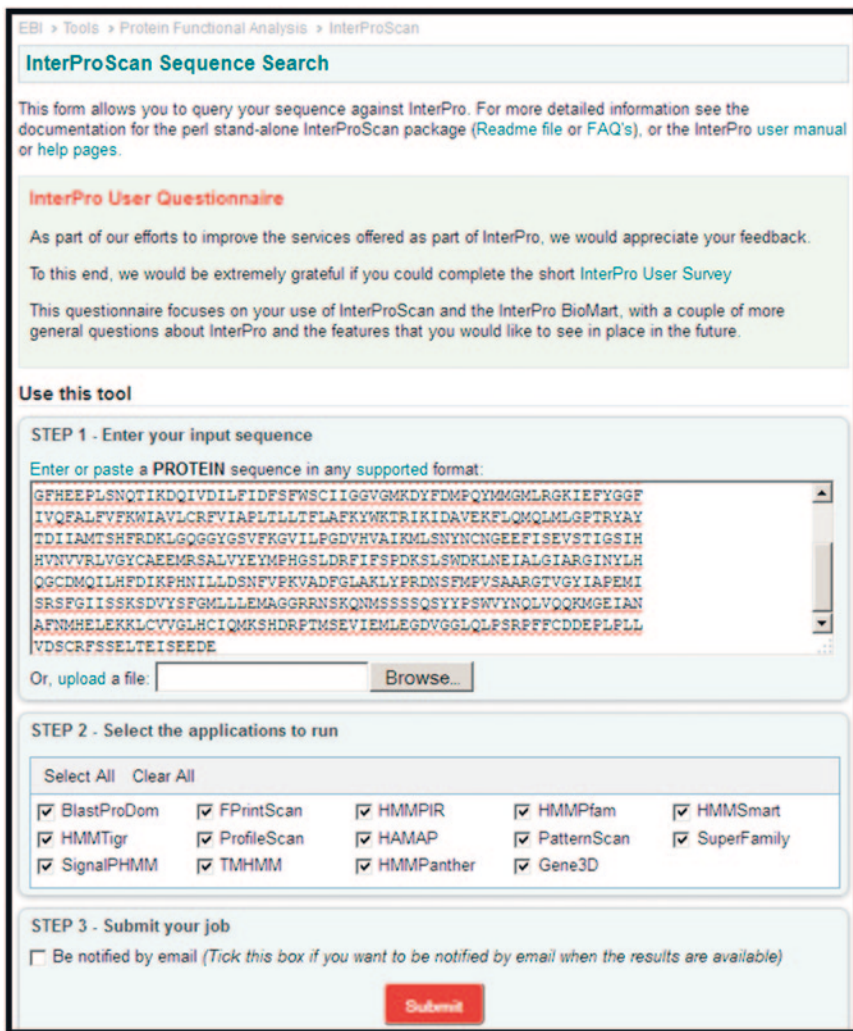 EBI > Tools > Protein Functional Analysis > InterProScan
InterProScan Sequence Search
This form allows you to query your sequence against InterPro. For more detailed information see the
documentation for the perl stand-alone InterProScan package (Readme file or FAQ's), or the InterPro user manual
or help pages.
InterPro User Questionnaire
As part of our efforts to improve the services offered as part of InterPro, we would appreciate your feedback.
To this end, we would be extremely grateful if you could complete the short InterPro User Survey
This questionnaire focuses on your use of InterProScan and the InterPro BioMart, with a couple of more
general questions about InterPro and the features that you would like to see in place in the future.
Use this tool
STEP 1 - Enter your input sequence
Enter or paste a PROTEIN sequence in any supported format:
GFHEEPLSNQTIKDQIVDILFIDFSFWSCIIGGVGMKDYFDMPQYMMGMLRGKIEFYGGF
IVQFALFVFKWIAVLCRFVIAPLTLLTFLAFKYWKTRIKIDAVEKFLQMQLMLGPTRYAY
TDIIAMTSHFRDKLGQGGYGSVFKGVILPGDVHVAIKMLSNYNCNGEEFISEVSTIGSIH
HVNVVRLVGYCAEEMRSALVYEYMPHGSLDRFIFSPDKSLSWDKLNEIALGIARGINYLH
QGCDMQILHFDIKPHNILLDSNFVPKVADFGLAKLYPRDNSFMPVSAARGTVGYIAPEMI
SRSFGIISSKSDVYSFGMLLLEMAGGRRNSKQNMSSSSQSYYPSWVYNQLVQQKMGEIAN
AFNMHELEKKLCVVGLHCIQMKSHDRPTMSEVIEMLEGDVGGLQLPSRPFFCDDEPLPLL
VDSCRFSSELTEISEEDE
Or, upload a file: Browse...
STEP 2 - Select the applications to run
Select All Clear All
BlastProDom FPrintScan HMMPIR HMMPfam HMMSmart
HMMTigr ProfileScan HAMAP PatternScan SuperFamily
SignalPHMM TMHMM HMMPanther Gene3D
STEP 3 - Submit your job
Be notified by email (Tick this box if you want to be notified by email when the results are available)
Submit